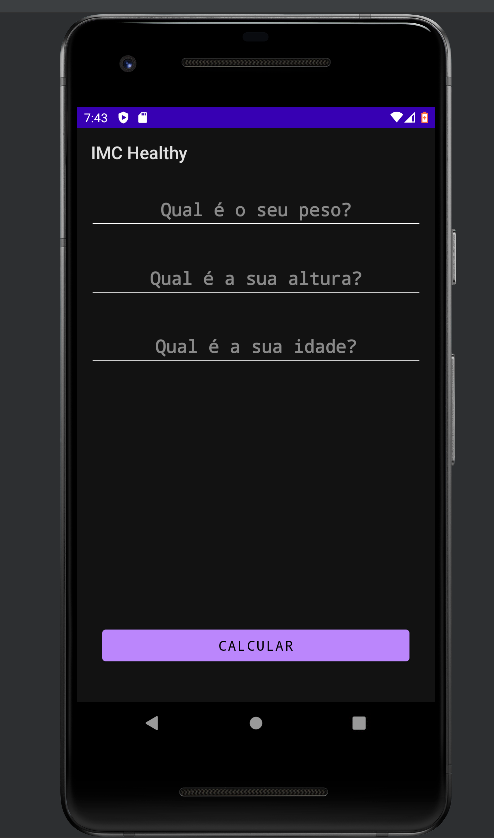 7:43
IMC Healthy
Qual é o seu peso?
Qual é a sua altura?
Qual é a sua idade?
CALCULAR